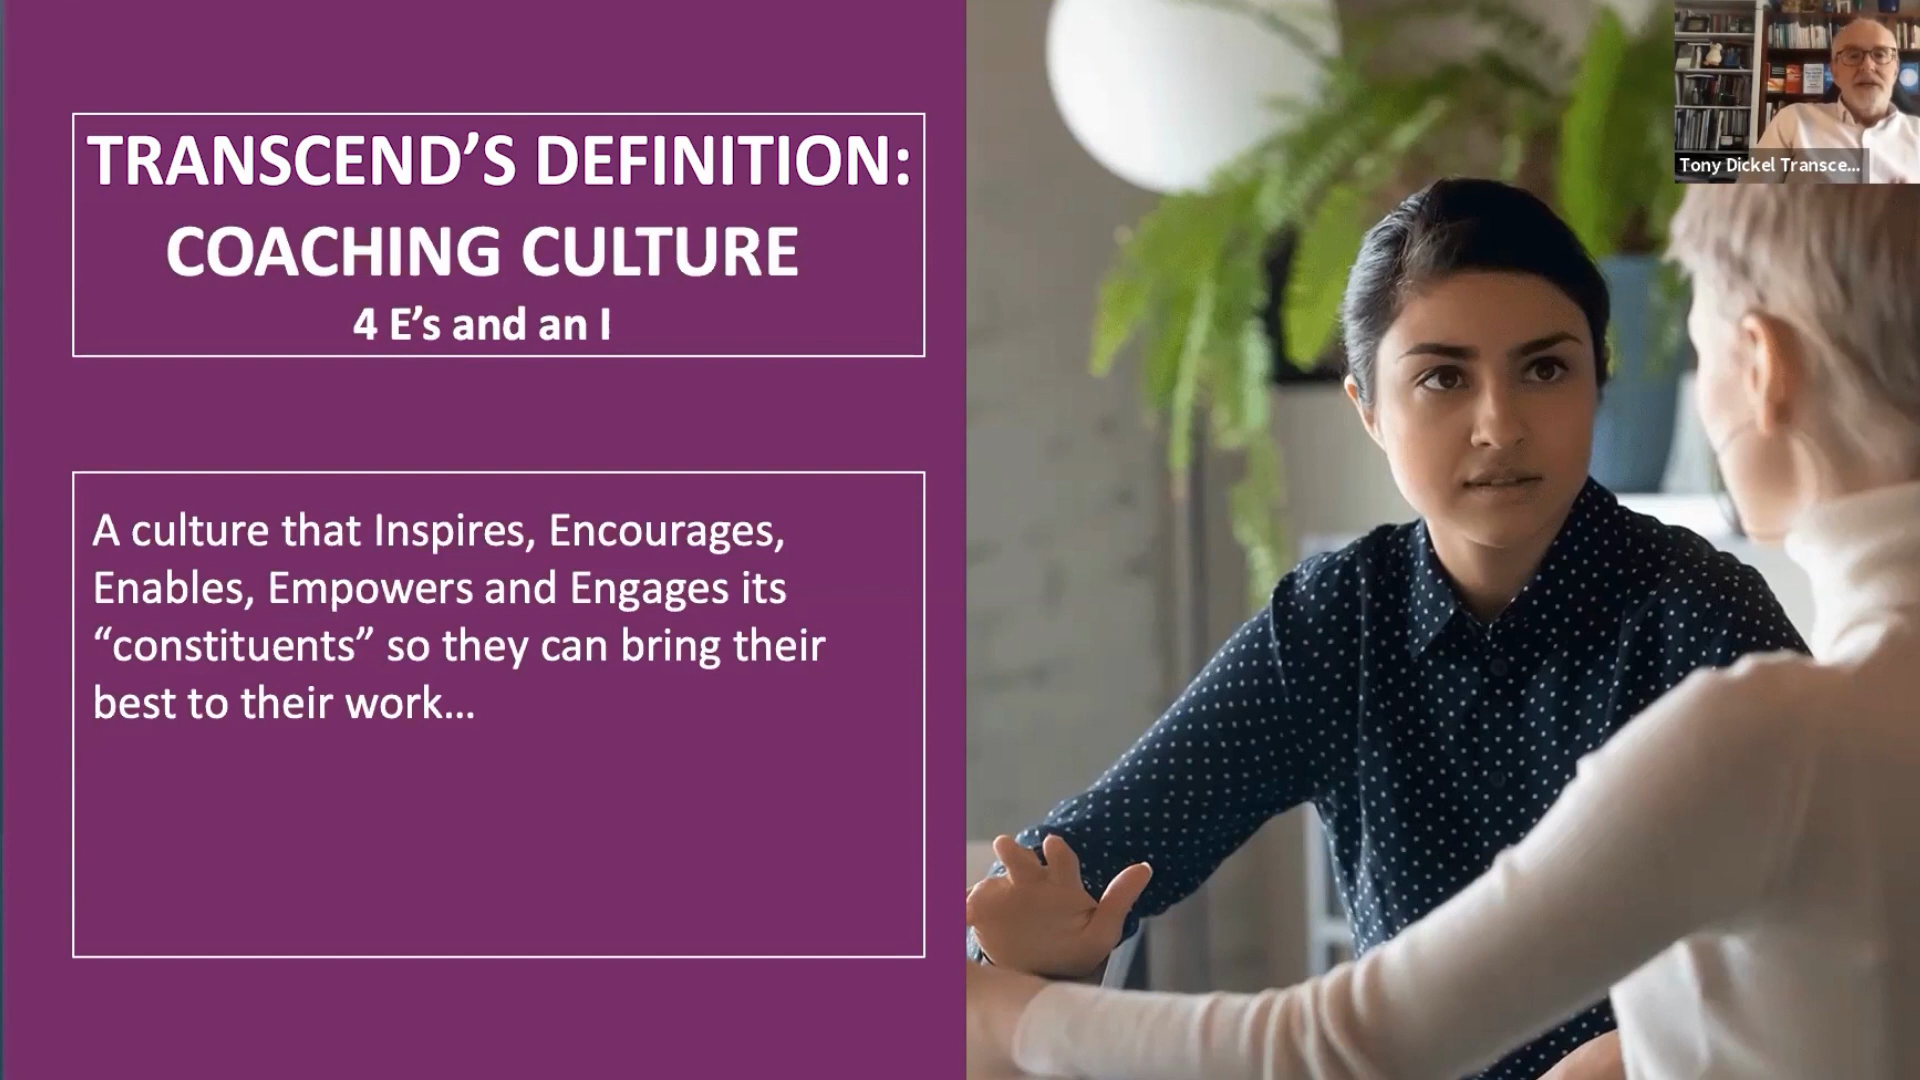 TRANSCEND’S DEFINITION:
COACHING CULTURE
4 E’s and an I
A culture that Inspires, Encourages,
Enables, Empowers and Engages its
“constituents” so they can bring their
best to their work…
Tony Dickel Transce...